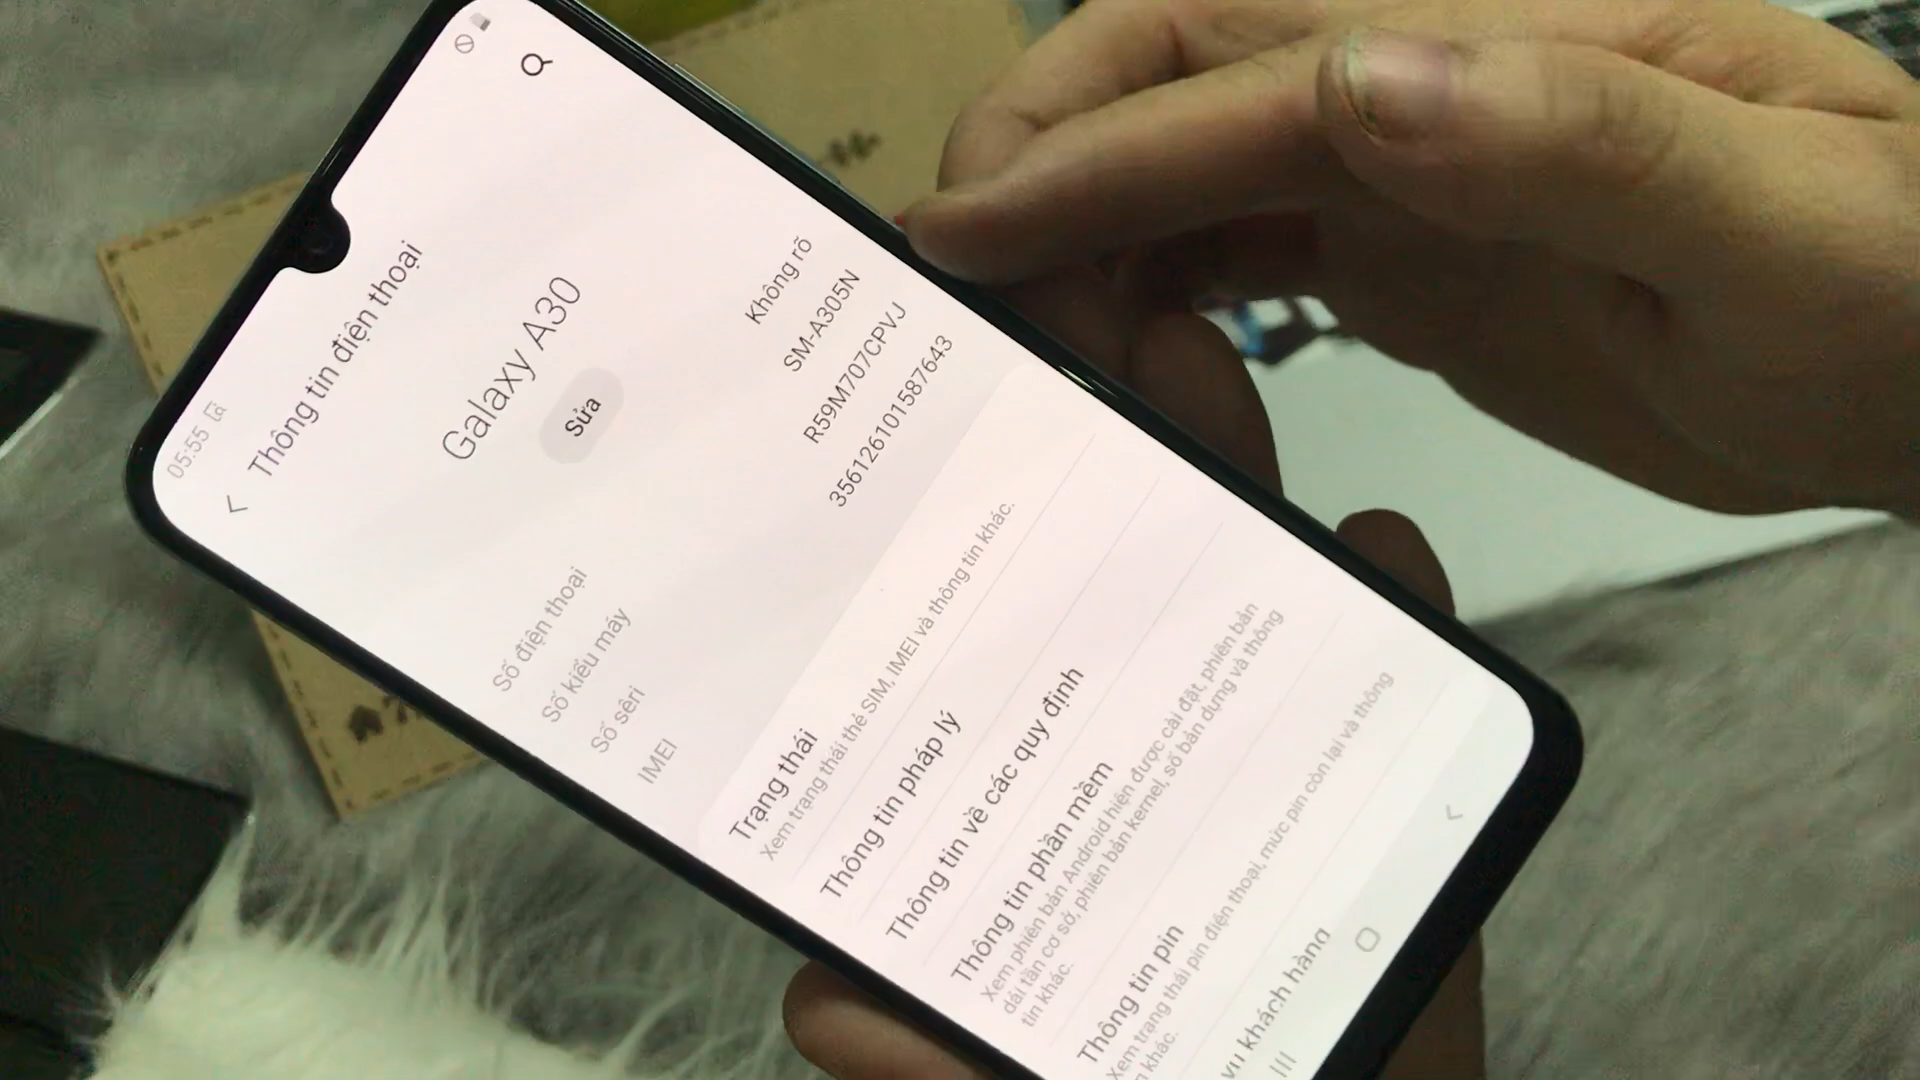 05:55
Thông tin điện thoại
Galaxy A30
Sửa
Số điện thoại Không rõ
Số kiểu máy SM-A305N
Số sêri R59M707CPVJ
IMEI 356126101587643
Trạng thái
Xem trạng thái thẻ SIM, IMEI và thông tin khác.
Thông tin pháp lý
Thông tin về các quy định
Thông tin phần mềm
Xem phiên bản Android hiện được cài đặt, phiên bản
dải tần cơ sở, phiên bản kernel, số bản dựng và thông
tin khác.
Thông tin pin
Xem trạng thái pin điện thoại, mức pin còn lại và thông
khác.
vụ khách hàng